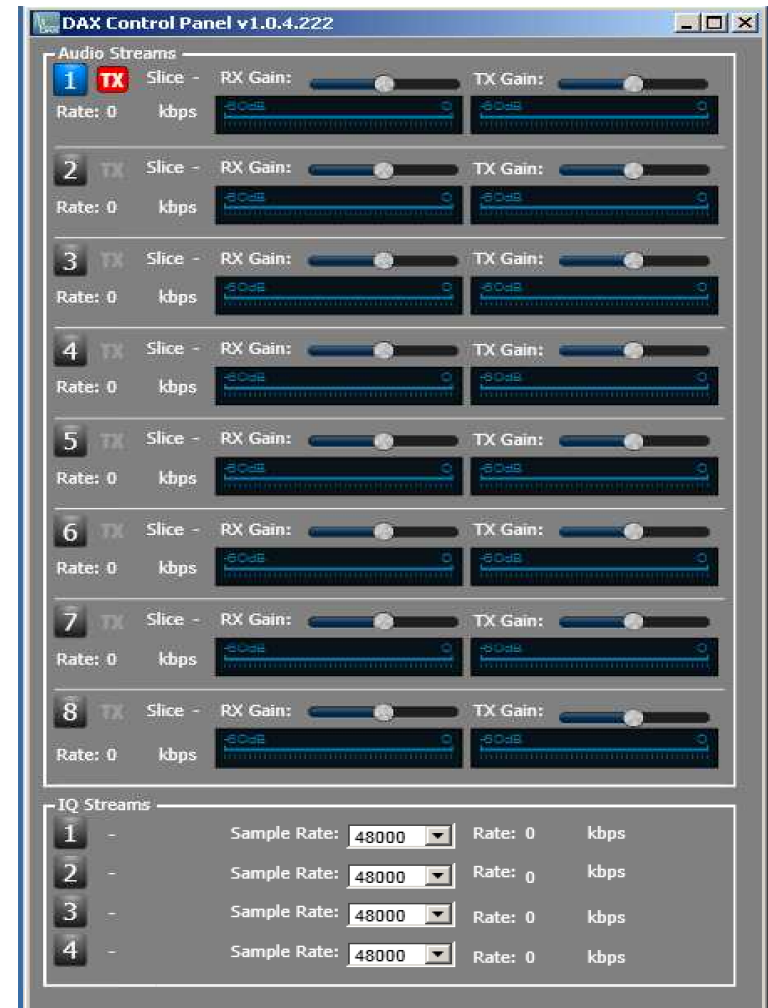 DAX Control Panel v1.0.4.222
Audio Streams
1 TX Slice - RX Gain: TX Gain:
Rate: 0 kbps -60dB 0 -60dB 0
2 TX Slice - RX Gain: TX Gain:
Rate: 0 kbps -60dB 0 -60dB 0
3 TX Slice - RX Gain: TX Gain:
Rate: 0 kbps -60dB 0 -60dB 0
4 TX Slice - RX Gain: TX Gain:
Rate: 0 kbps -60dB 0 -60dB 0
5 TX Slice - RX Gain: TX Gain:
Rate: 0 kbps -60dB 0 -60dB 0
6 TX Slice - RX Gain: TX Gain:
Rate: 0 kbps -60dB 0 -60dB 0
7 TX Slice - RX Gain: TX Gain:
Rate: 0 kbps -60dB 0 -60dB 0
8 TX Slice - RX Gain: TX Gain:
Rate: 0 kbps -60dB 0 -60dB 0
IQ Streams
1 - Sample Rate: 48000 Rate: 0 kbps
2 - Sample Rate: 48000 Rate: 0 kbps
3 - Sample Rate: 48000 Rate: 0 kbps
4 - Sample Rate: 48000 Rate: 0 kbps